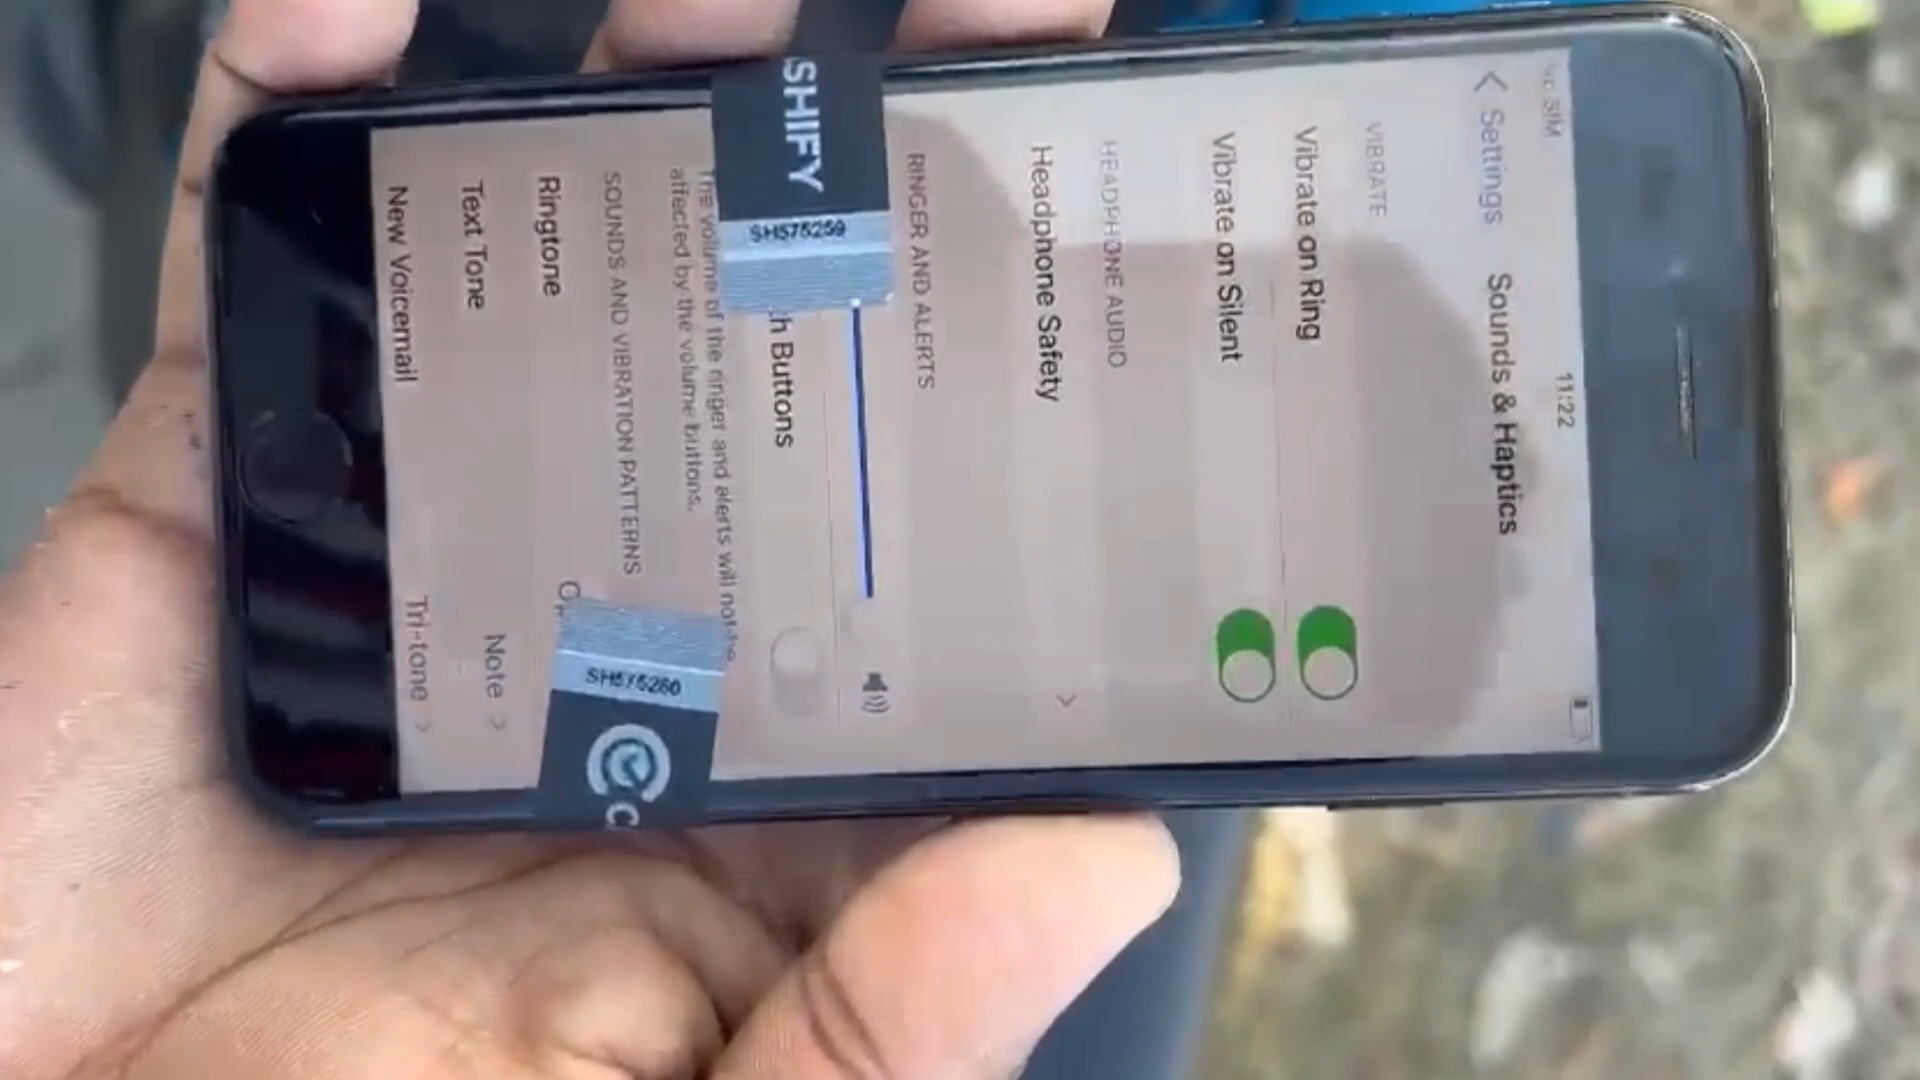 No SIM
11:22
Settings
Sounds & Haptics
VIBRATE
Vibrate on Ring
Vibrate on Silent
HEADPHONE AUDIO
Headphone Safety
RINGER AND ALERTS
SHIFY
SH575259
h Buttons
The volume of the ringer and alerts will not be
affected by the volume buttons.
SOUNDS AND VIBRATION PATTERNS
Ringtone
SH575260
Text Tone
Note
New Voicemail
Tri-tone
C